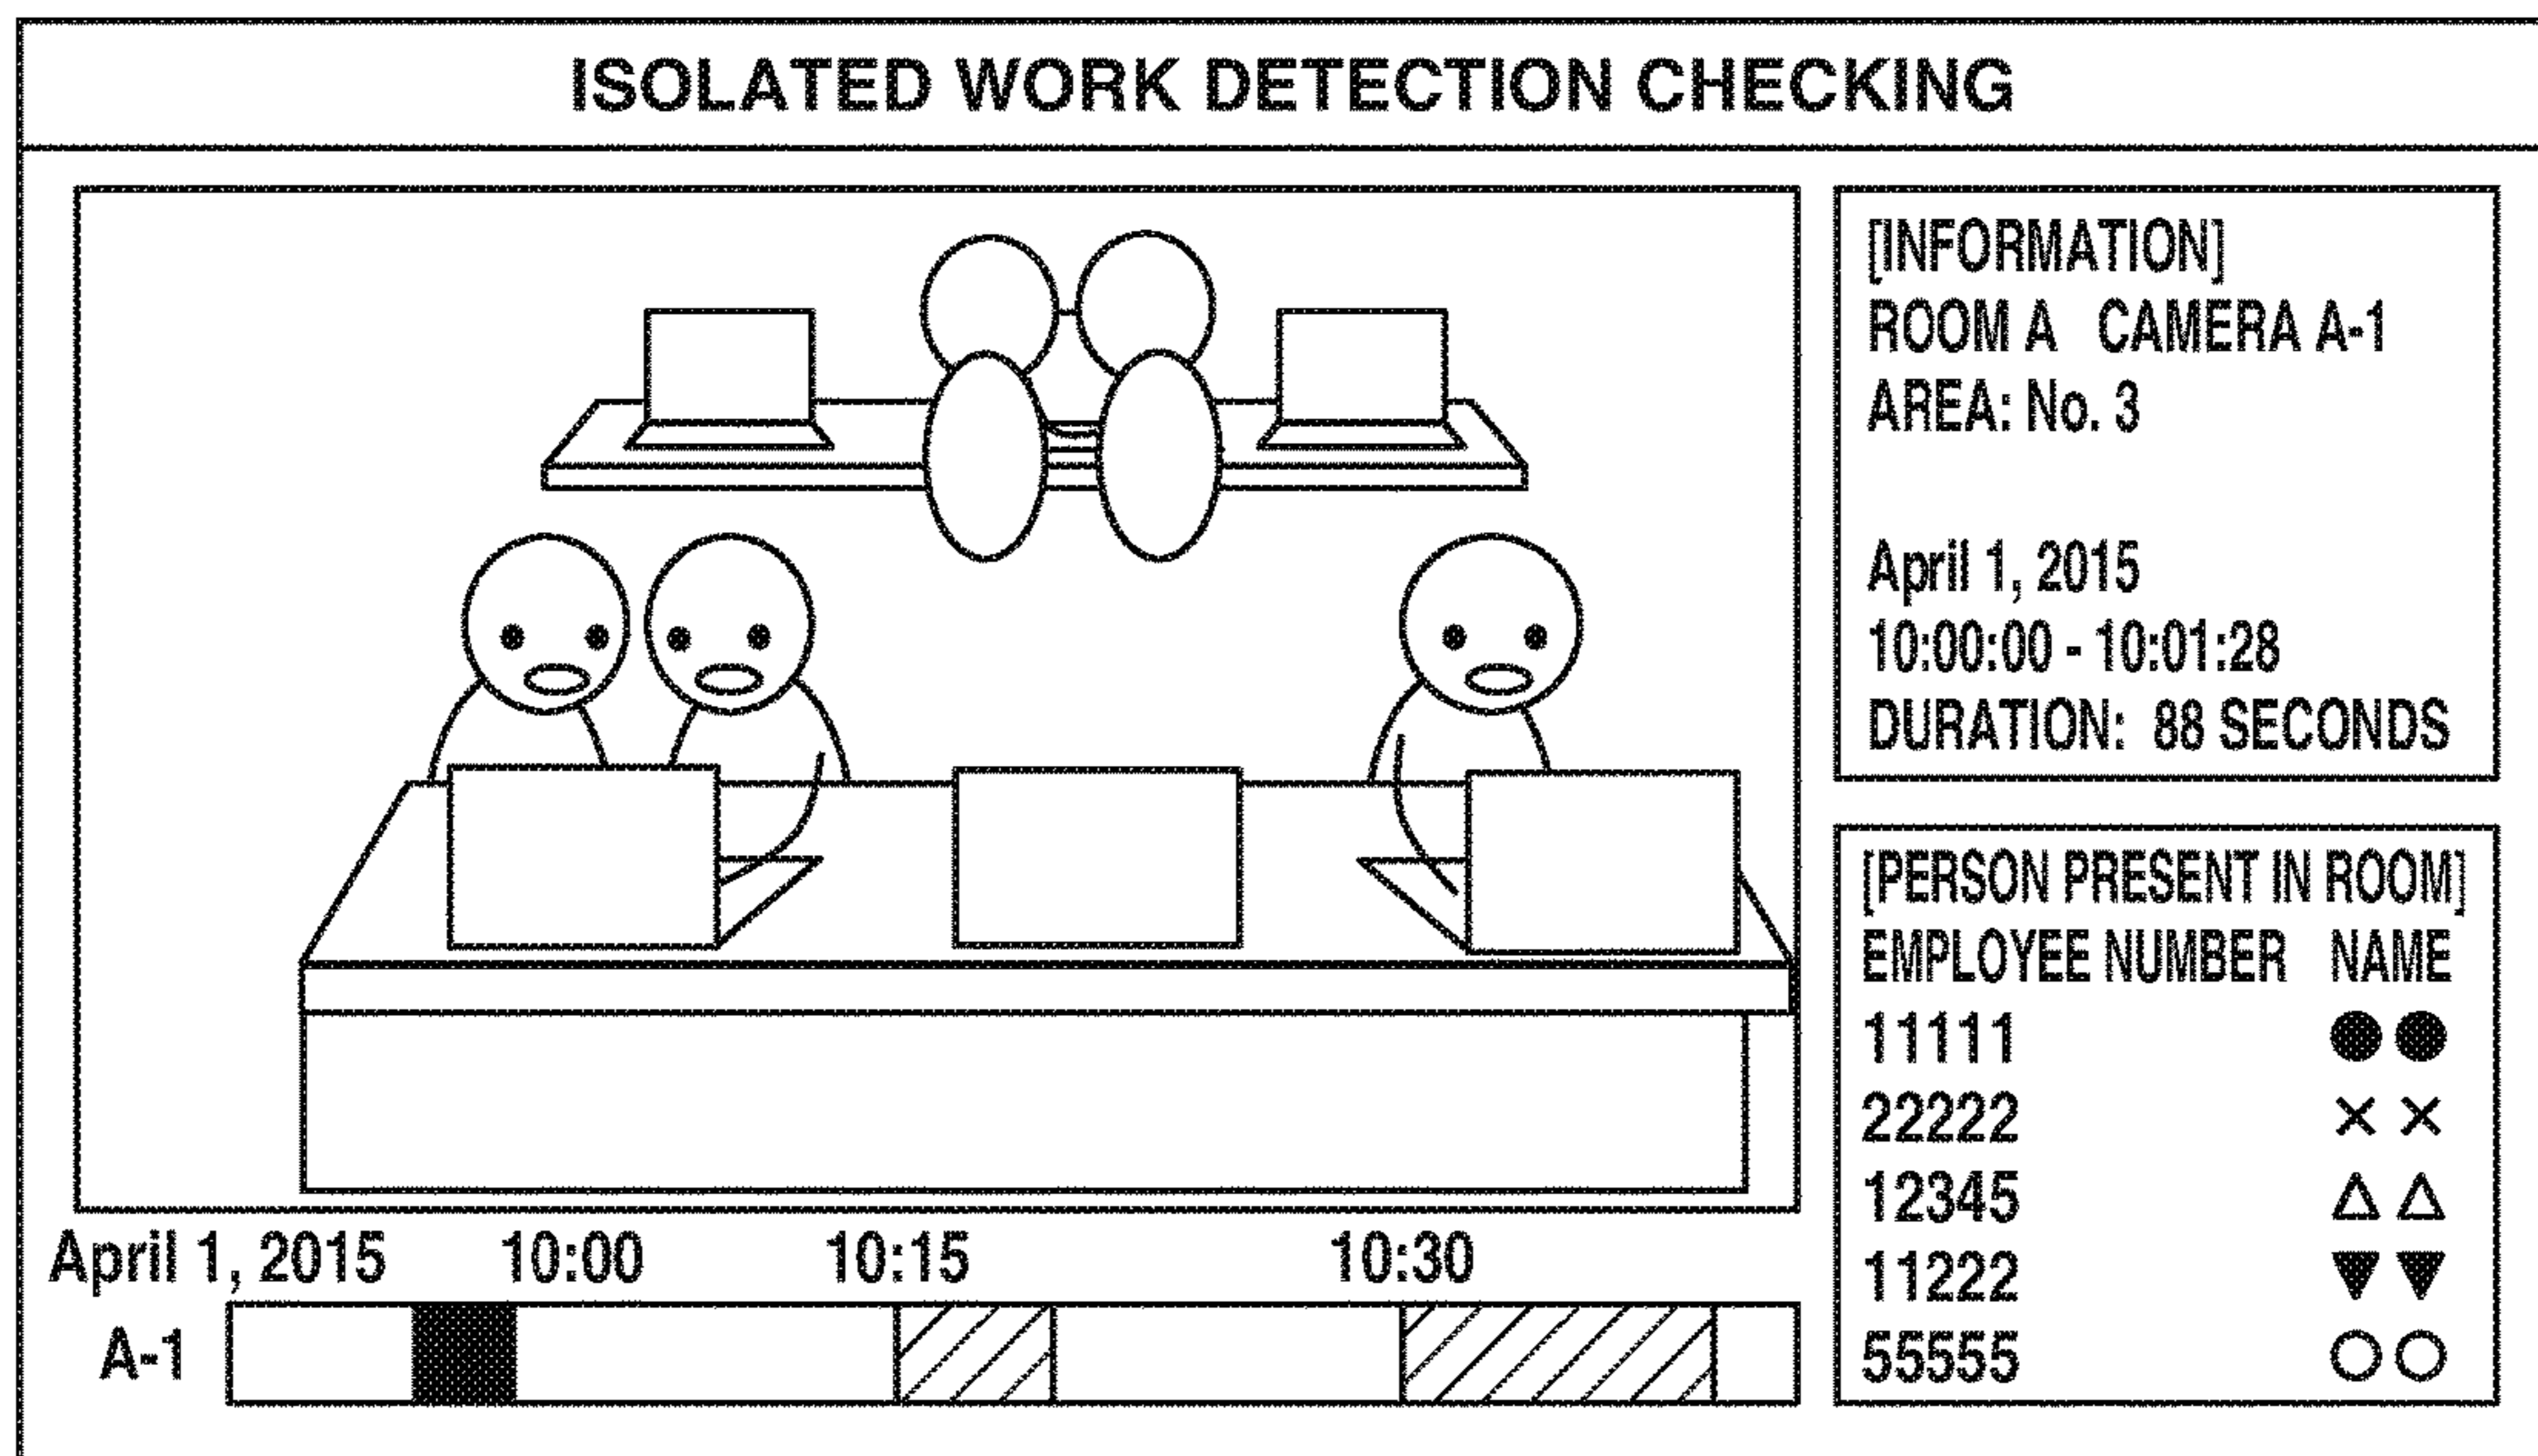 ISOLATED WORK DETECTION CHECKING
[INFORMATION]
ROOM A CAMERA A-1
AREA: No. 3
April 1, 2015
10:00:00 - 10:01:28
DURATION: 88 SECONDS
[PERSON PRESENT IN ROOM]
EMPLOYEE NUMBER NAME
11111 ●●
22222 ××
12345 △△
11222 ▼▼
55555 ○○
April 1, 2015 10:00 10:15 10:30
A-1